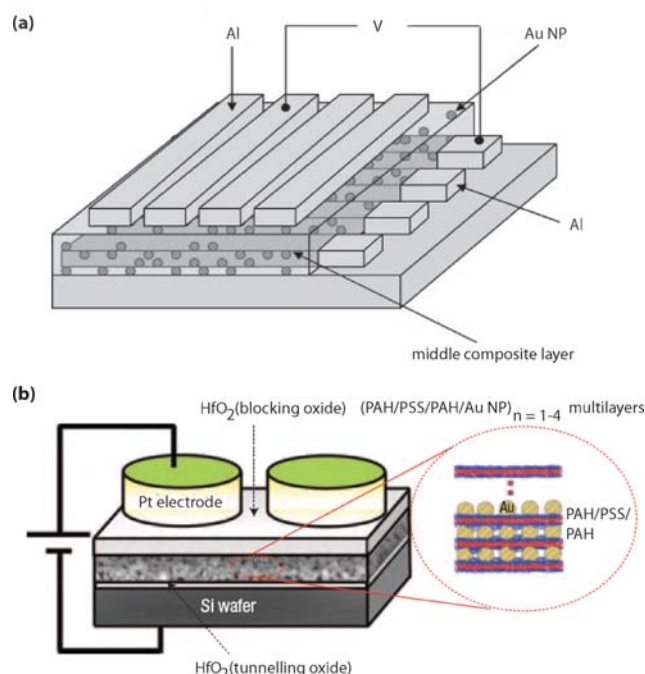 (a)
Al
V
Au NP
Al
middle composite layer
(b)
HfO2(blocking oxide)
(PAH/PSS/PAH/Au NP)n = 1-4 multilayers
Pt electrode
Au
PAH/PSS/
PAH
Si wafer
HfO2(tunnelling oxide)